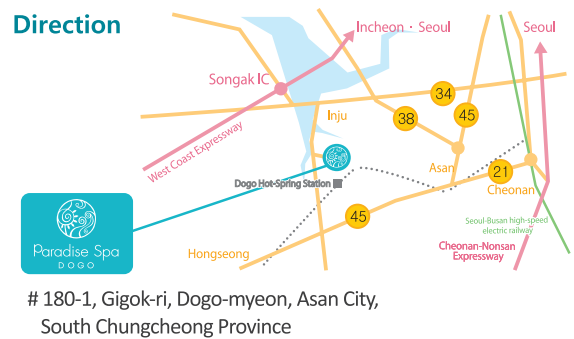 Direction
Incheon · Seoul
Seoul
Songak IC
34
38
45
Inju
West Coast Expressway
Asan
21
Cheonan
Dogo Hot-Spring Station
45
Seoul-Busan high-speed
electric railway
Paradise Spa
DOGO
Hongseong
Cheonan-Nonsan
Expressway
# 180-1, Gigok-ri, Dogo-myeon, Asan City,
South Chungcheong Province